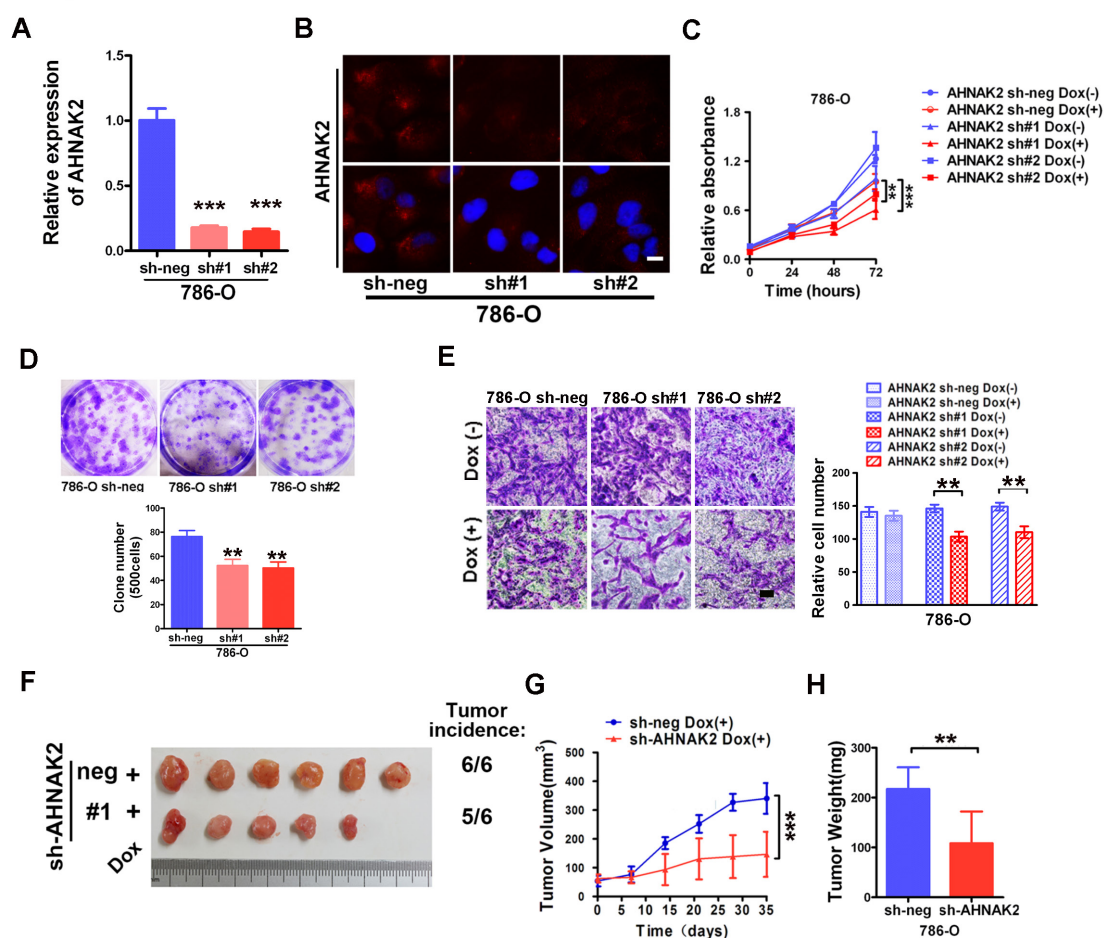 A
Relative expression
of AHNAK2
1.5
1.0
0.5
0.0
***
***
sh-neg sh#1 sh#2
786-O
B
AHNAK2
sh-neg sh#1 sh#2
786-O
C
786-O
Relative absorbance
1.8
1.2
0.6
0.0
0 24 48 72
Time (hours)
**
***
AHNAK2 sh-neg Dox(-)
AHNAK2 sh-neg Dox(+)
AHNAK2 sh#1 Dox(-)
AHNAK2 sh#1 Dox(+)
AHNAK2 sh#2 Dox(-)
AHNAK2 sh#2 Dox(+)
D
786-O sh-neg 786-O sh#1 786-O sh#2
Clone number
(500cells)
100
80
60
40
20
0
**
**
sh-neg sh#1 sh#2
786-O
E
786-O sh-neg 786-O sh#1 786-O sh#2
Dox (-)
Dox (+)
AHNAK2 sh-neg Dox(-)
AHNAK2 sh-neg Dox(+)
AHNAK2 sh#1 Dox(-)
AHNAK2 sh#1 Dox(+)
AHNAK2 sh#2 Dox(-)
AHNAK2 sh#2 Dox(+)
Relative cell number
200
150
100
50
0
**
**
786-O
F
sh-AHNAK2
neg +
#1 +
Dox
Tumor
incidence:
6/6
5/6
G
sh-neg Dox(+)
sh-AHNAK2 Dox(+)
Tumor Volume(mm³)
500
400
300
200
100
0
0 5 10 15 20 25 30 35
Time (days)
***
H
Tumor Weight(mg)
300
200
100
0
**
sh-neg sh-AHNAK2
786-O